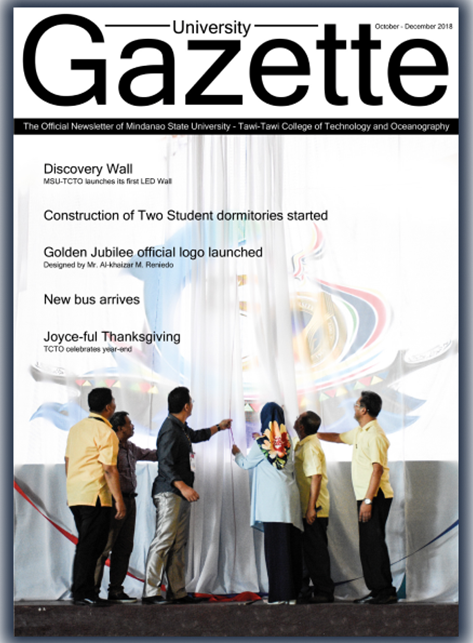 University
October - December 2018
Gazette
The Official Newsletter of Mindanao State University - Tawi-Tawi College of Technology and Oceanography
Discovery Wall
MSU-TCTO launches its first LED Wall
Construction of Two Student dormitories started
Golden Jubilee official logo launched
Designed by Mr. Al-khaizar M. Reniedo
New bus arrives
Joyce-ful Thanksgiving
TCTO celebrates year-end